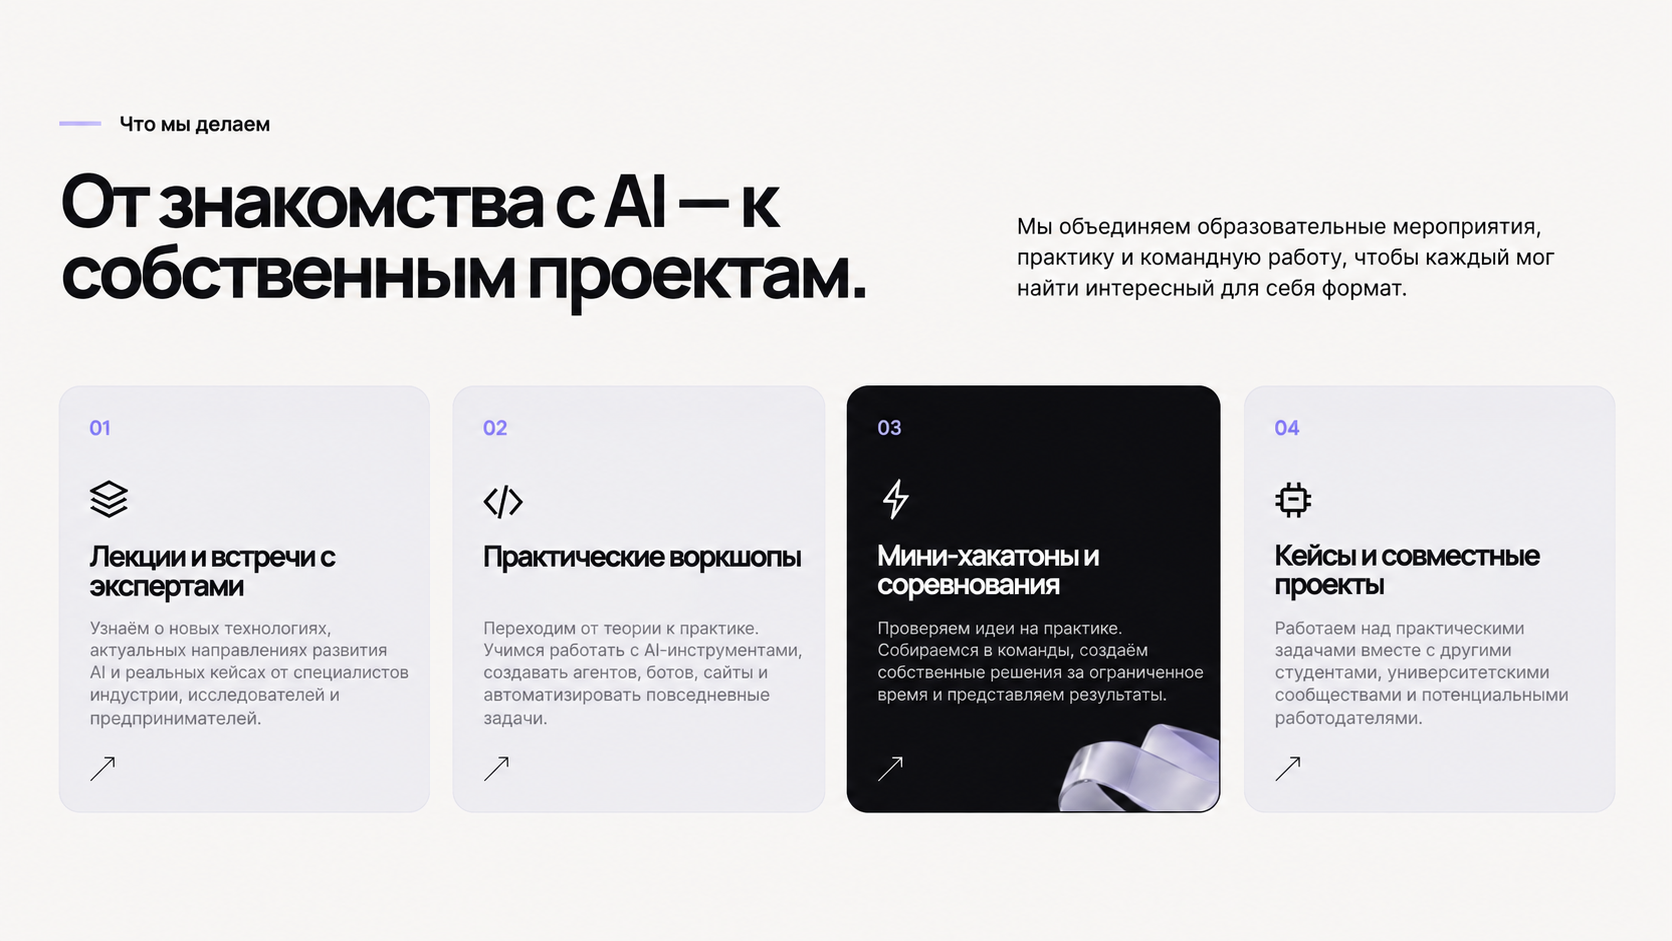 Что мы делаем
От знакомства с AI — к
собственным проектам.
Мы объединяем образовательные мероприятия,
практику и командную работу, чтобы каждый мог
найти интересный для себя формат.
01
Лекции и встречи с
экспертами
Узнаём о новых технологиях,
актуальных направлениях развития
AI и реальных кейсах от специалистов
индустрии, исследователей и
предпринимателей.
02
Практические воркшопы
Переходим от теории к практике.
Учимся работать с AI-инструментами,
создавать агентов, ботов, сайты и
автоматизировать повседневные
задачи.
03
Мини-хакатоны и
соревнования
Проверяем идеи на практике.
Собираемся в команды, создаём
собственные решения за ограниченное
время и представляем результаты.
04
Кейсы и совместные
проекты
Работаем над практическими
задачами вместе с другими
студентами, университетскими
сообществами и потенциальными
работодателями.